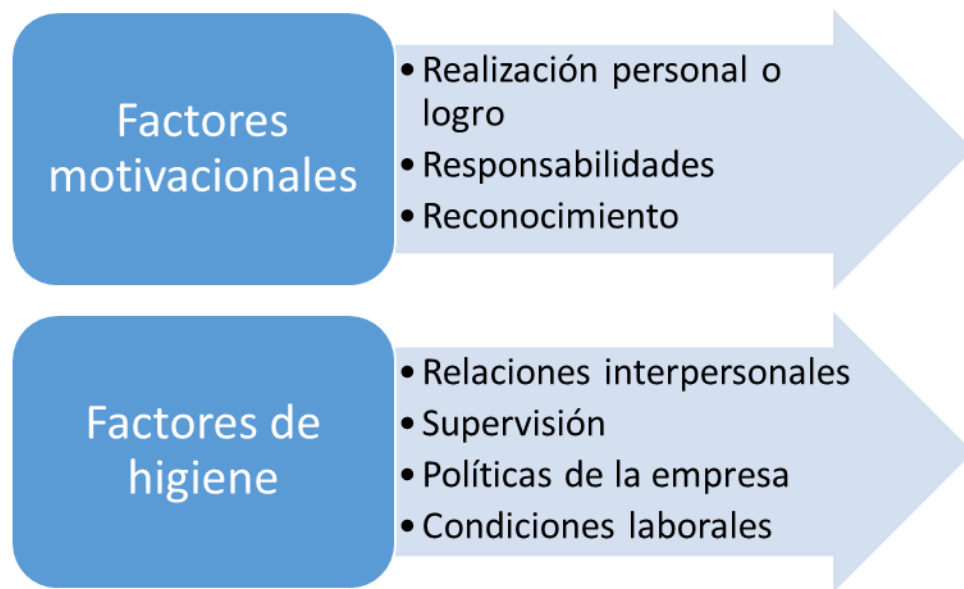 Factores
motivacionales
• Realización personal o
logro
• Responsabilidades
• Reconocimiento
Factores de
higiene
• Relaciones interpersonales
• Supervisión
• Políticas de la empresa
• Condiciones laborales